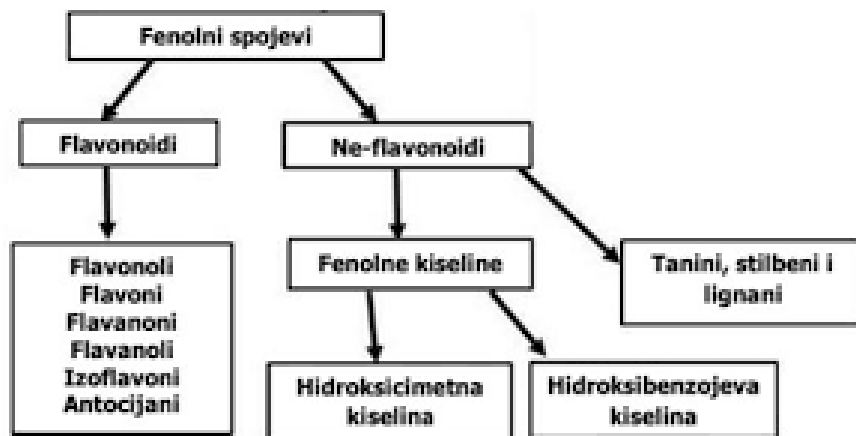 Fenolni spojevi
Flavonoidi
Ne-flavonoidi
Flavonoli
Flavoni
Flavanoni
Flavanoli
Izoflavoni
Antocijani
Fenolne kiseline
Tanini, stilbeni i
lignani
Hidroksicimetna
kiselina
Hidroksibenzojeva
kiselina